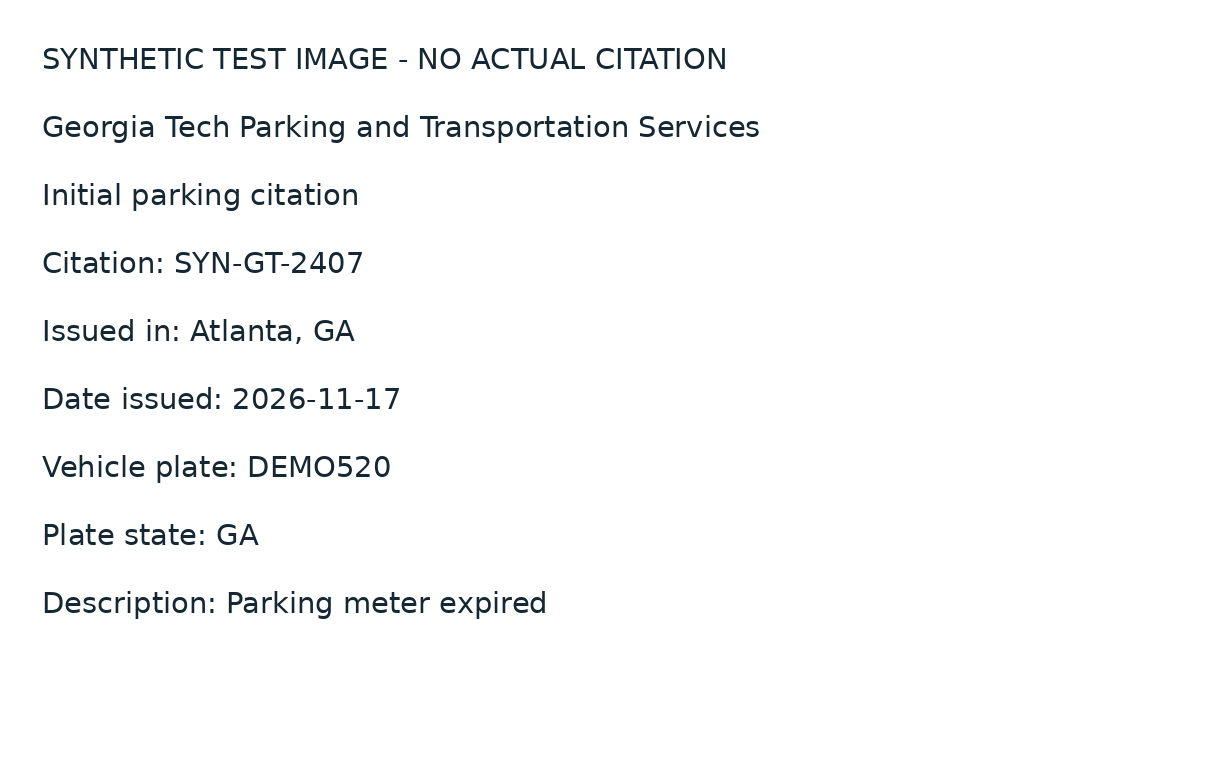 SYNTHETIC TEST IMAGE - NO ACTUAL CITATION
Georgia Tech Parking and Transportation Services
Initial parking citation
Citation: SYN-GT-2407
Issued in: Atlanta, GA
Date issued: 2026-11-17
Vehicle plate: DEMO520
Plate state: GA
Description: Parking meter expired